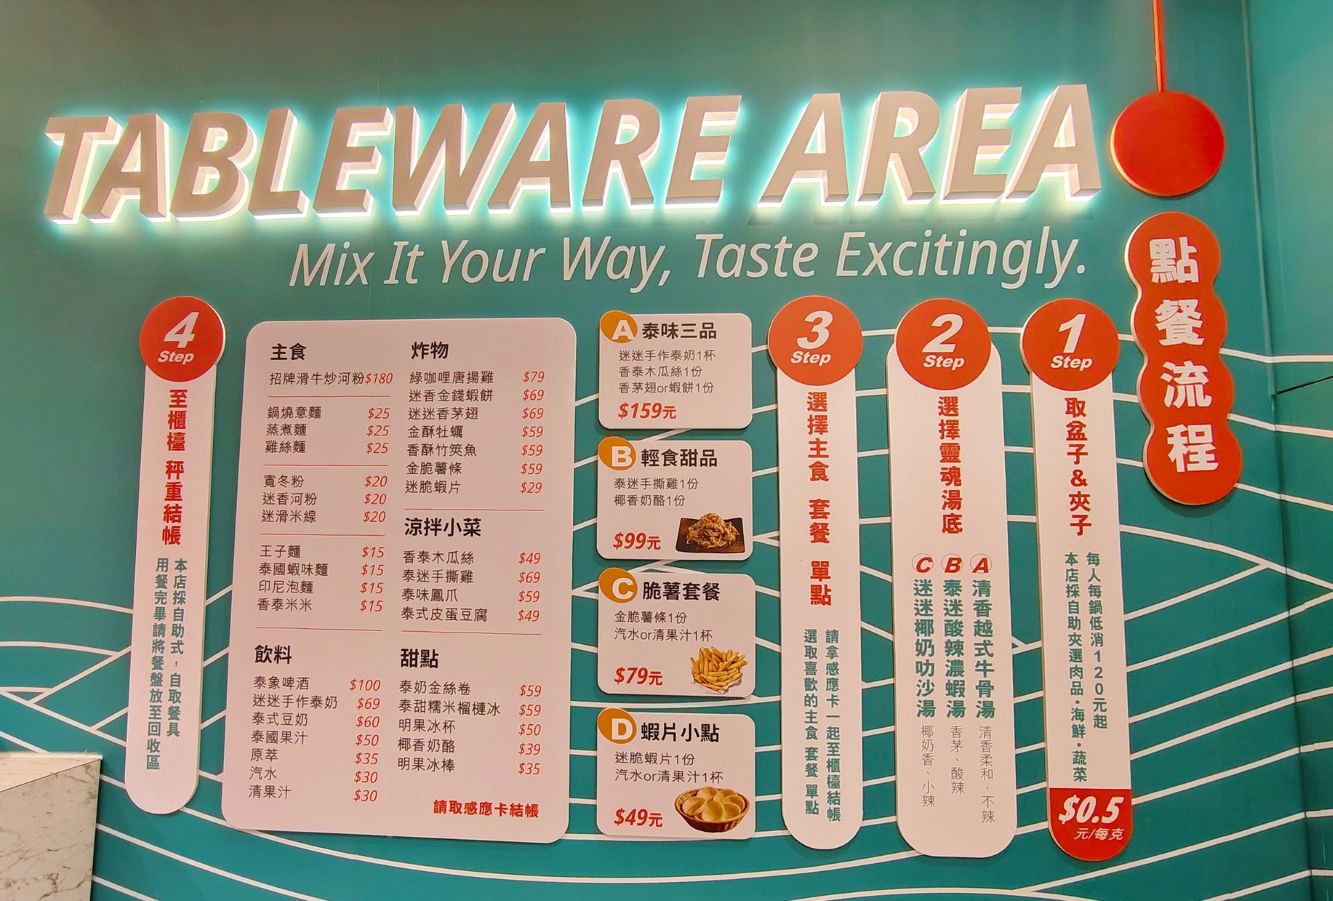 TABLEWARE AREA
Mix It Your Way, Taste Excitingly.
點餐流程
1
Step
取盆子&夾子
每人每鍋低消120元起
本店採自助夾選肉品·海鮮·蔬菜
$0.5
元/每克
2
Step
選擇靈魂湯底
A 清香越式牛骨湯 清香柔和、不辣
B 泰迷酸辣濃蝦湯 香茅、酸辣
C 迷迷椰奶叻沙湯 椰奶香、小辣
3
Step
選擇主食 套餐 單點
請拿感應卡一起至櫃檯結帳
選取喜歡的主食 套餐 單點
A 泰味三品
迷迷手作泰奶1杯
香泰木瓜絲1份
香茅翅or蝦餅1份
$159元
B 輕食甜品
泰迷手撕雞1份
椰香奶酪1份
$99元
C 脆薯套餐
金脆薯條1份
汽水or清果汁1杯
$79元
D 蝦片小點
迷脆蝦片1份
汽水or清果汁1杯
$49元
主食
招牌滑牛炒河粉$180
鍋燒意麵 $25
蒸煮麵 $25
雞絲麵 $25
寬冬粉 $20
迷香河粉 $20
迷滑米線 $20
王子麵 $15
泰國蝦味麵 $15
印尼泡麵 $15
香泰米米 $15
飲料
泰象啤酒 $100
迷迷手作泰奶 $69
泰式豆奶 $60
泰國果汁 $50
原萃 $35
汽水 $30
清果汁 $30
炸物
綠咖哩唐揚雞 $79
迷香金錢蝦餅 $69
迷迷香茅翅 $69
金酥牡蠣 $59
香酥竹筴魚 $59
金脆薯條 $59
迷脆蝦片 $29
涼拌小菜
香泰木瓜絲 $49
泰迷手撕雞 $69
泰味鳳爪 $59
泰式皮蛋豆腐 $49
甜點
泰奶金絲卷 $59
泰甜糯米榴槤冰 $59
明果冰杯 $50
椰香奶酪 $39
明果冰棒 $35
請取感應卡結帳
4
Step
至櫃檯 秤重結帳
本店採自助式，自取餐具
用餐完畢請將餐盤放至回收區